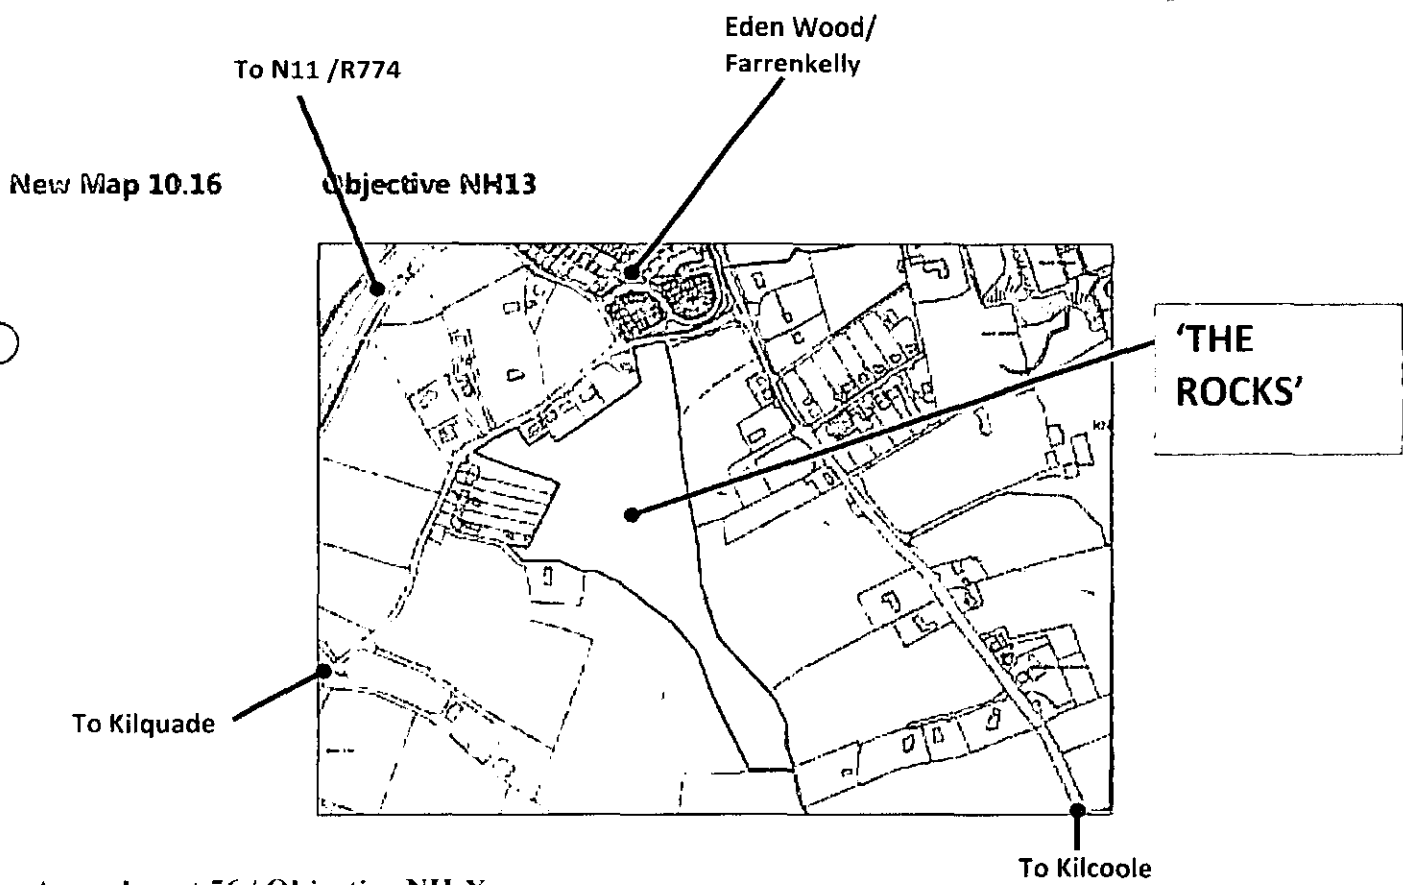 Eden Wood/
Farrenkelly
To N11 /R774
New Map 10.16 Objective NH13
‘THE
ROCKS’
To Kilquade
To Kilcoole